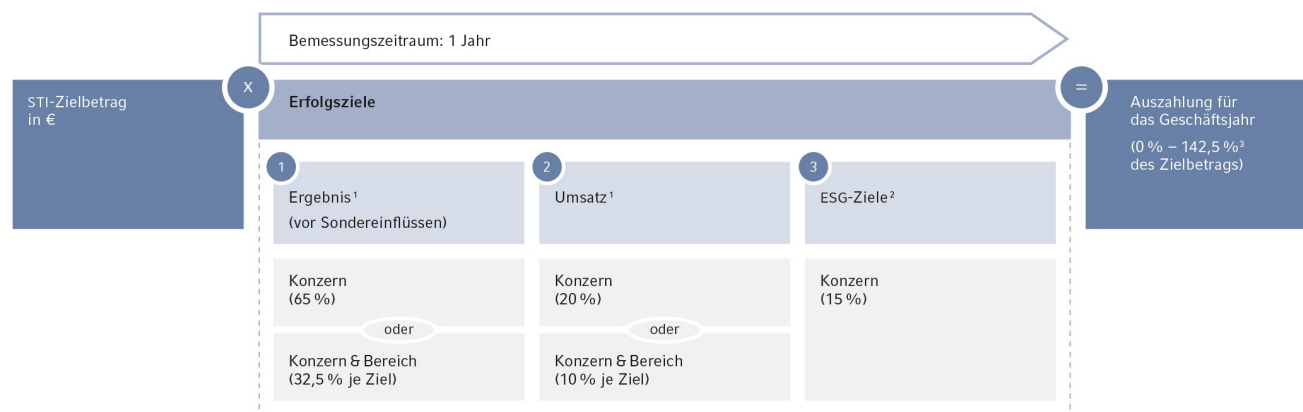 Bemessungszeitraum: 1 Jahr
STI-Zielbetrag
in €
x
Erfolgsziele
=
Auszahlung für
das Geschäftsjahr
(0 % – 142,5 %³
des Zielbetrags)
1
Ergebnis¹
(vor Sondereinflüssen)
2
Umsatz¹
3
ESG-Ziele²
Konzern
(65 %)
oder
Konzern & Bereich
(32,5 % je Ziel)
Konzern
(20 %)
oder
Konzern & Bereich
(10 % je Ziel)
Konzern
(15 %)